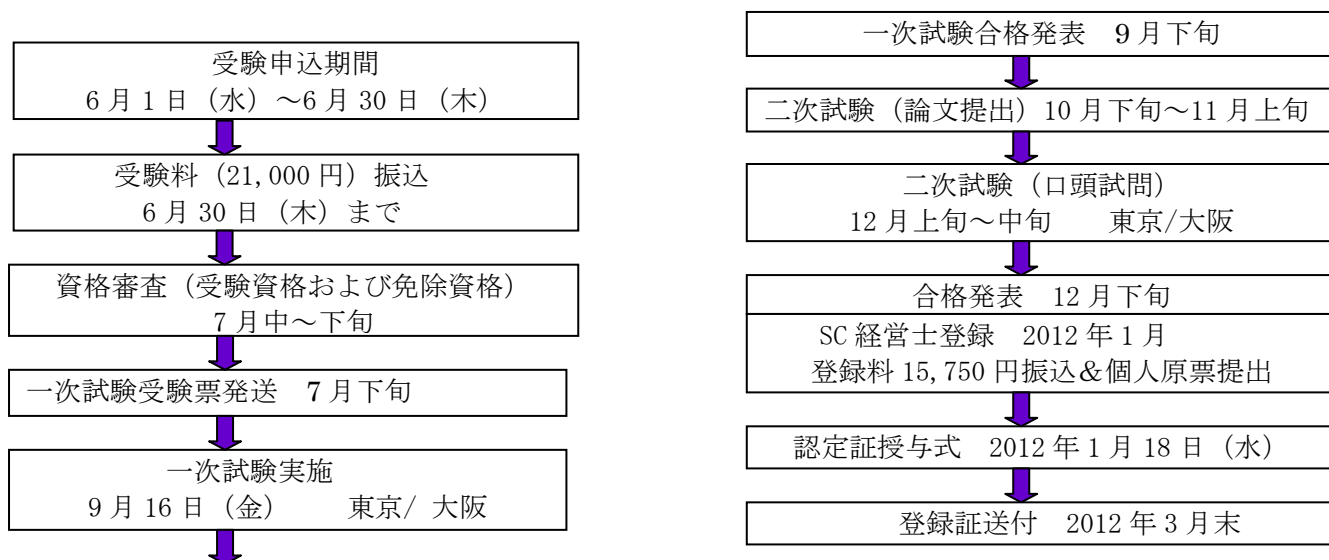 受験申込期間
6月1日（水）～6月30日（木）
受験料（21,000円）振込
6月30日（木）まで
資格審査（受験資格および免除資格）
7月中～下旬
一次試験受験票発送　7月下旬
一次試験実施
9月16日（金）　　東京/ 大阪
一次試験合格発表　9月下旬
二次試験（論文提出）10月下旬～11月上旬
二次試験（口頭試問）
12月上旬～中旬　　東京/大阪
合格発表　12月下旬
SC経営士登録　2012年1月
登録料15,750円振込＆個人原票提出
認定証授与式　2012年1月18日（水）
登録証送付　2012年3月末